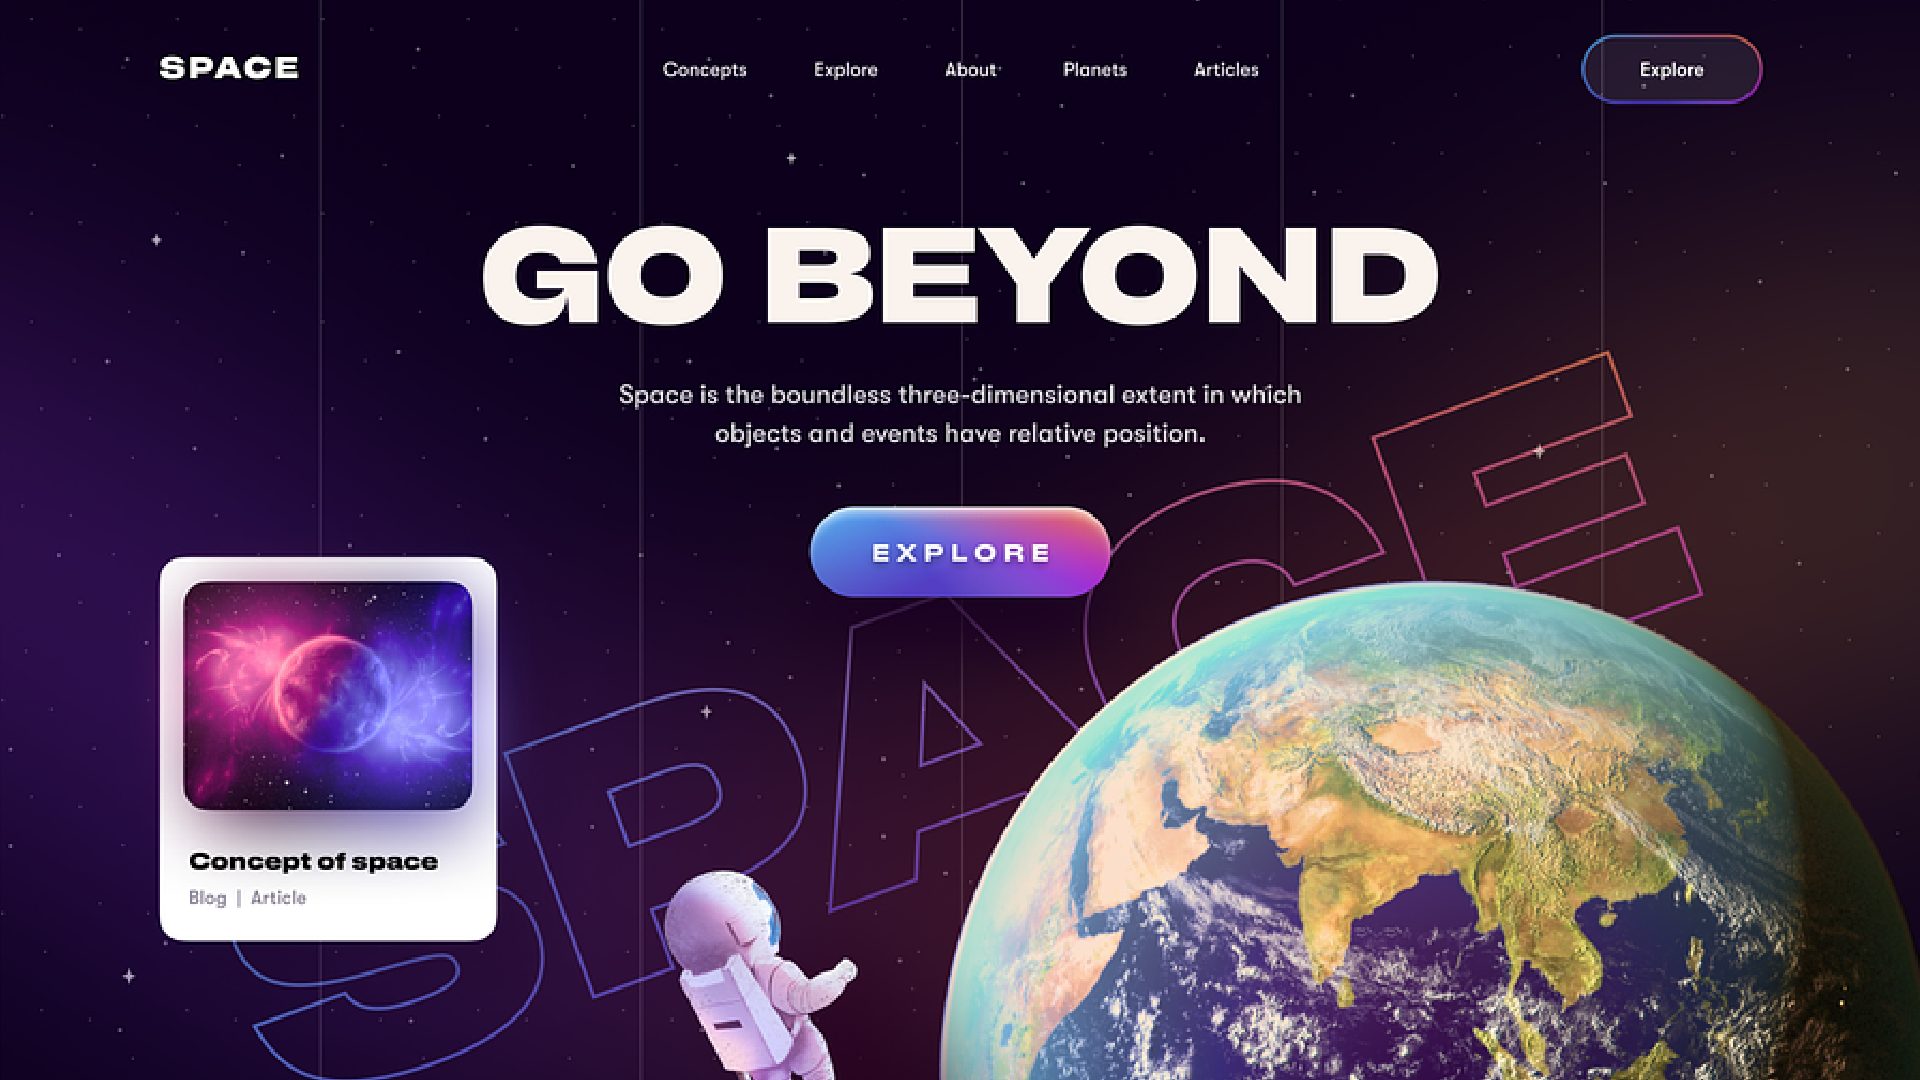 SPACE
Concepts Explore About Planets Articles
Explore
GO BEYOND
Space is the boundless three-dimensional extent in which
objects and events have relative position.
EXPLORE
SPACE
Concept of space
Blog | Article